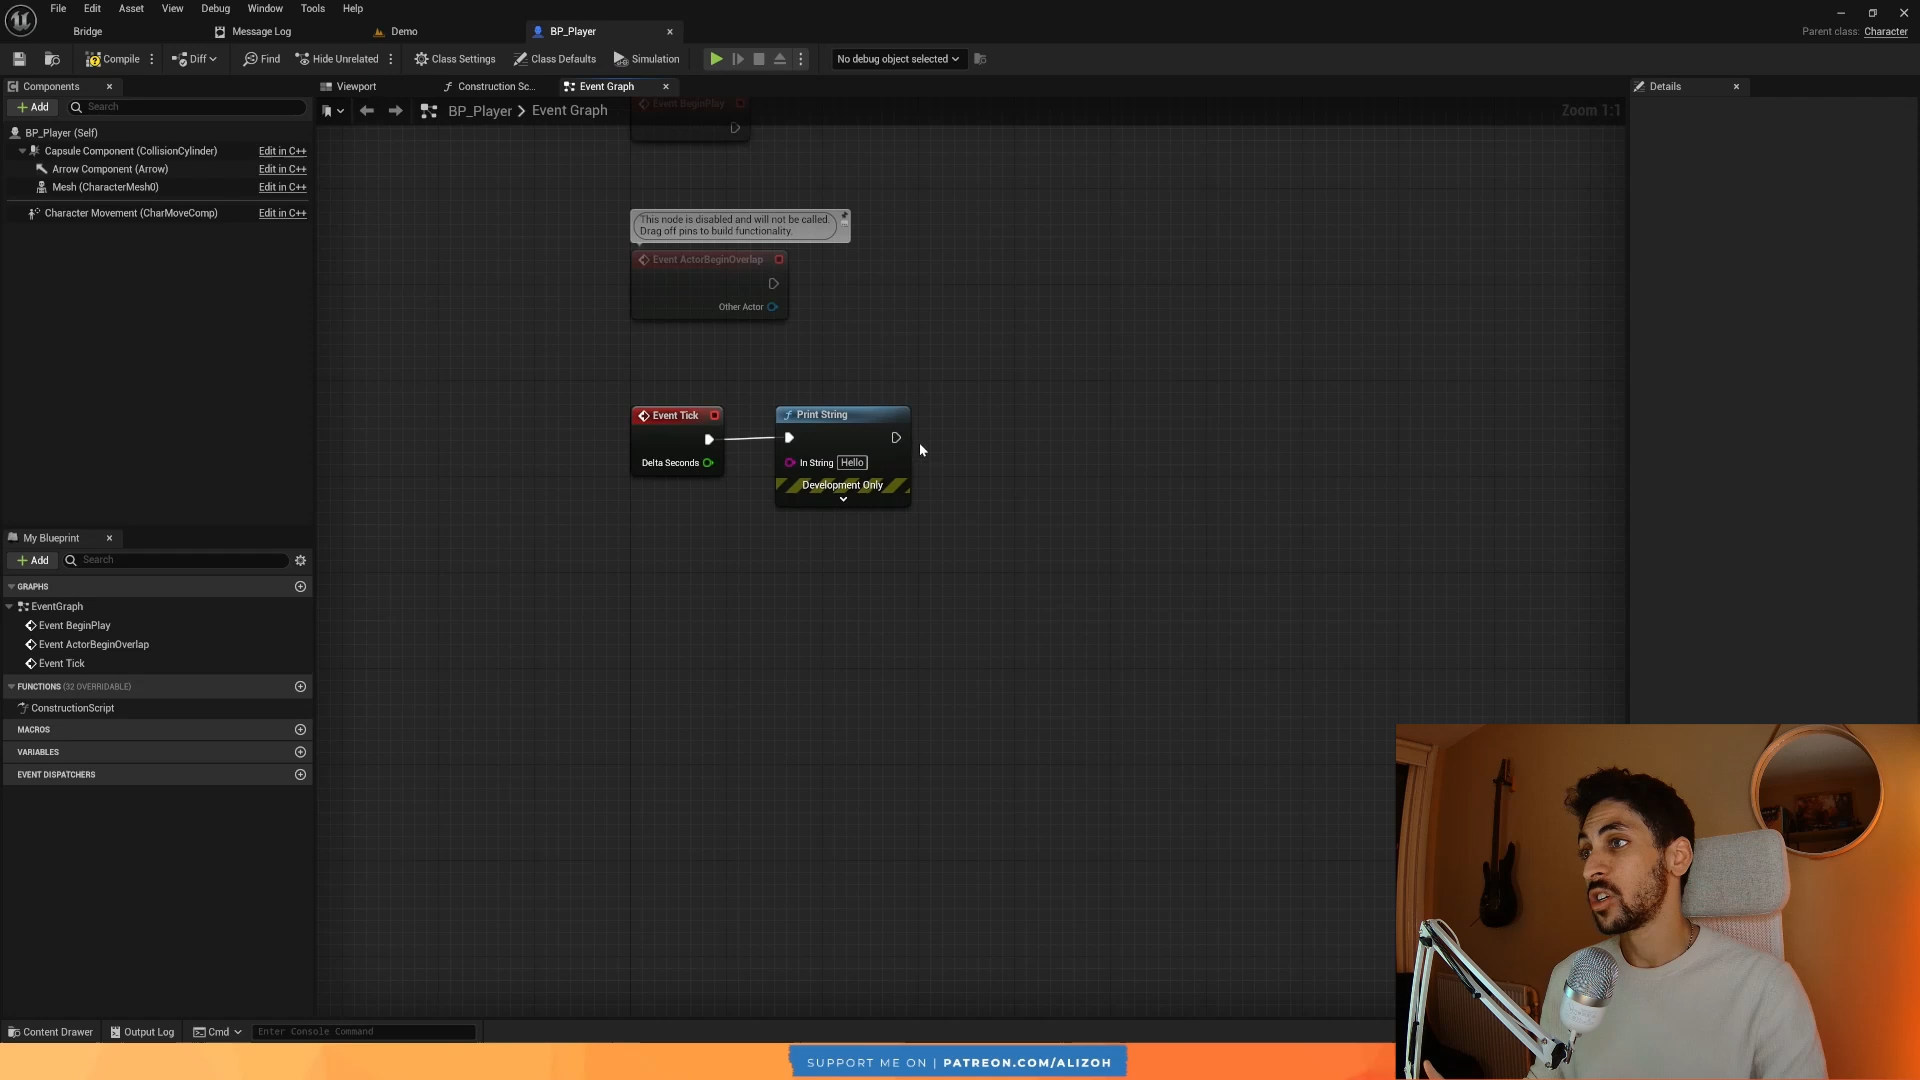 File Edit Asset View Debug Window Tools Help
Bridge Message Log Demo BP_Player
Parent class: Character
Compile Diff Find Hide Unrelated Class Settings Class Defaults Simulation No debug object selected
Components Viewport Construction Sc... Event Graph Details
Add Search
BP_Player > Event Graph
Zoom 1:1
BP_Player (Self)
Capsule Component (CollisionCylinder) Edit in C++
Arrow Component (Arrow) Edit in C++
Mesh (CharacterMesh0) Edit in C++
Character Movement (CharMoveComp) Edit in C++
Event BeginPlay
This node is disabled and will not be called.
Drag off pins to build functionality.
Event ActorBeginOverlap
Other Actor
Event Tick
Delta Seconds
Print String
In String Hello
Development Only
My Blueprint
Add Search
GRAPHS
EventGraph
Event BeginPlay
Event ActorBeginOverlap
Event Tick
FUNCTIONS (32 OVERRIDABLE)
ConstructionScript
MACROS
VARIABLES
EVENT DISPATCHERS
Content Drawer Output Log Cmd Enter Console Command
SUPPORT ME ON | PATREON.COM/ALIZOH